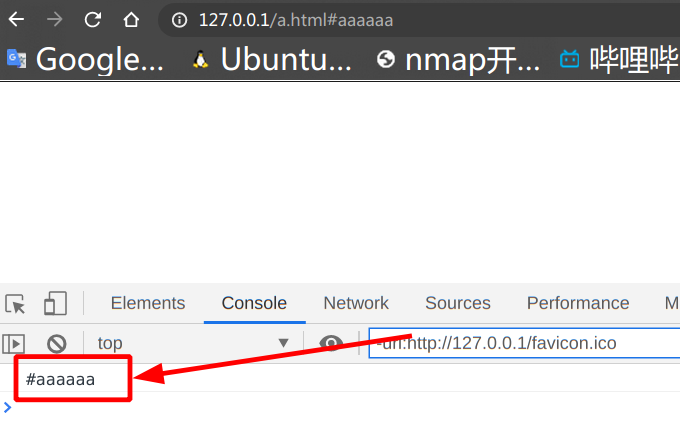 127.0.0.1/a.html#aaaaaa
Google... Ubuntu... nmap开... 哔哩哔
Elements Console Network Sources Performance M
top -url:http://127.0.0.1/favicon.ico
#aaaaaa